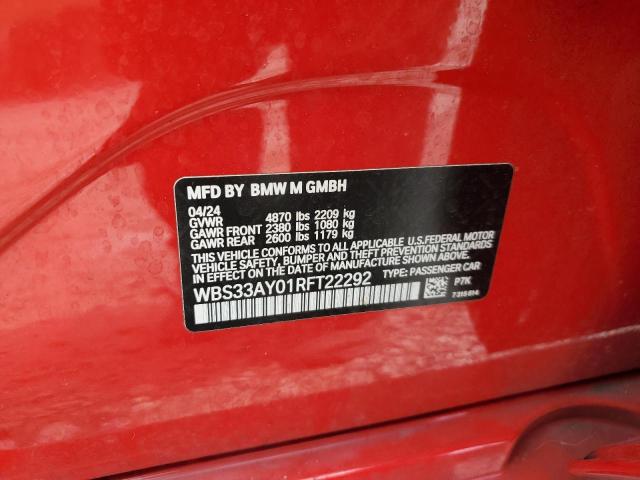 MFD BY BMW M GMBH
04/24
GVWR 4870 lbs 2209 kg
GAWR FRONT 2380 lbs 1080 kg
GAWR REAR 2600 lbs 1179 kg
THIS VEHICLE CONFORMS TO ALL APPLICABLE U.S.FEDERAL MOTOR
VEHICLE SAFETY, BUMPER AND THEFT PREVENTION STANDARDS IN
EFFECT ON THE DATE OF MANUFACTURE SHOWN ABOVE.
WBS33AY01RFT22292 TYPE: PASSENGER CAR
P7K
7315814